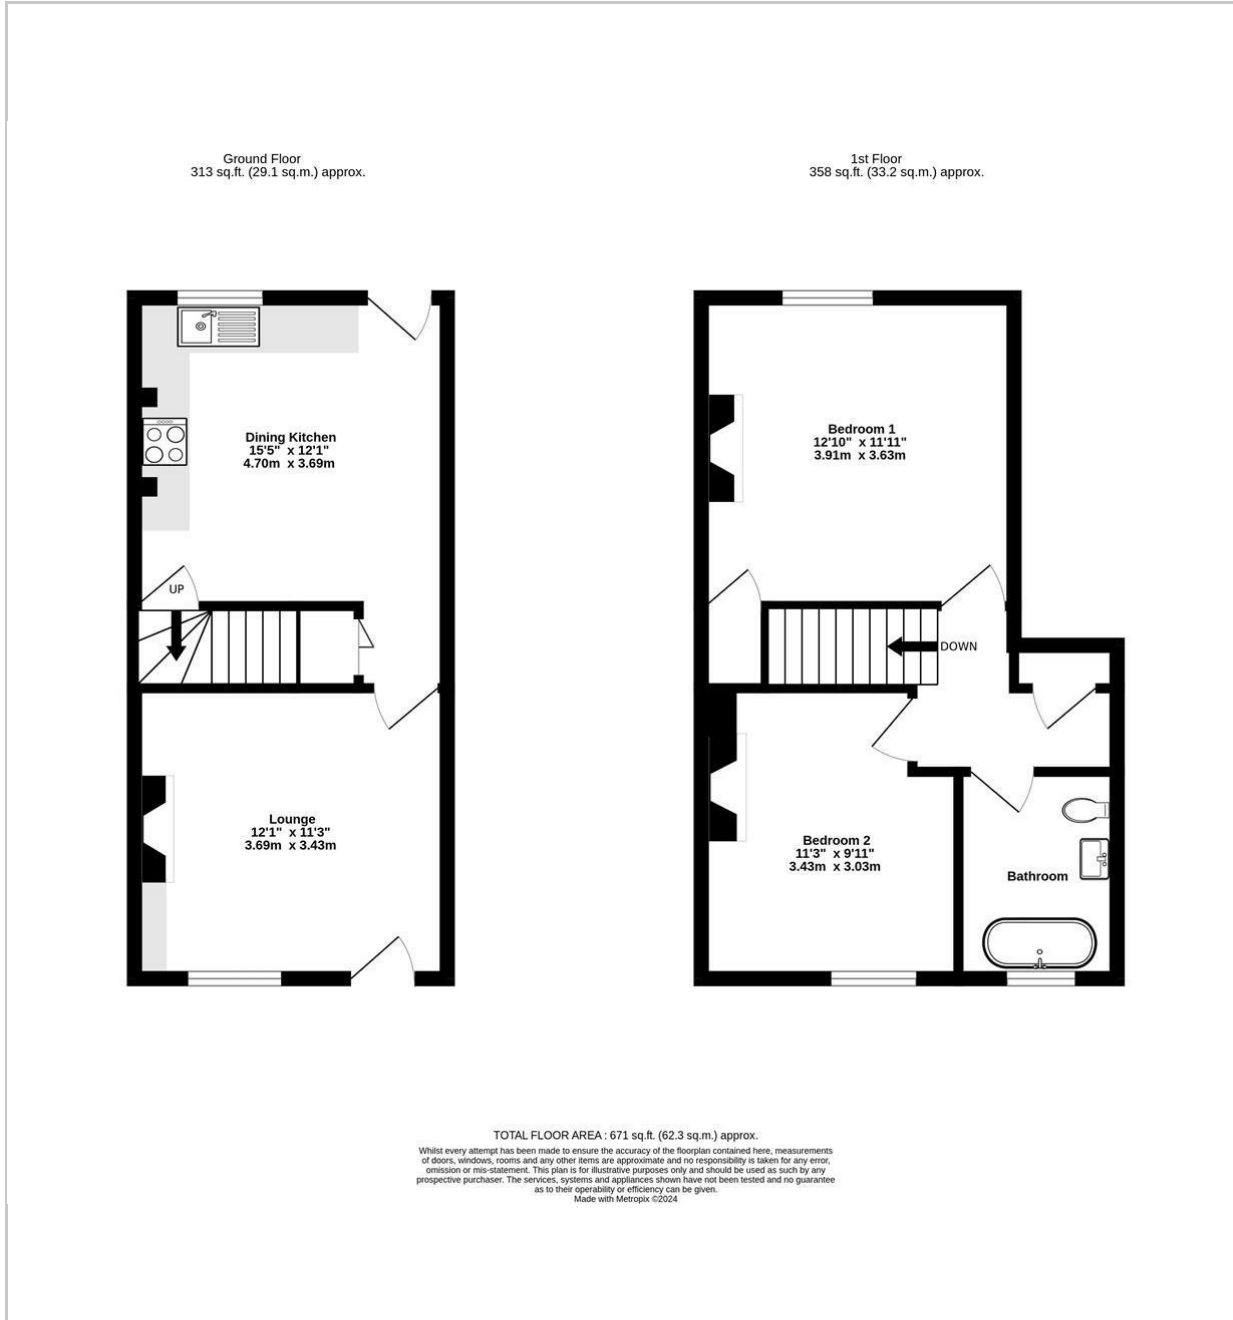 Ground Floor
313 sq.ft. (29.1 sq.m.) approx.
1st Floor
358 sq.ft. (33.2 sq.m.) approx.
Dining Kitchen
15'5" x 12'1"
4.70m x 3.69m
UP
Lounge
12'1" x 11'3"
3.69m x 3.43m
Bedroom 1
12'10" x 11'11"
3.91m x 3.63m
DOWN
Bedroom 2
11'3" x 9'11"
3.43m x 3.03m
Bathroom
TOTAL FLOOR AREA : 671 sq.ft. (62.3 sq.m.) approx.
Whilst every attempt has been made to ensure the accuracy of the floorplan contained here, measurements
of doors, windows, rooms and any other items are approximate and no responsibility is taken for any error,
omission or mis-statement. This plan is for illustrative purposes only and should be used as such by any
prospective purchaser. The services, systems and appliances shown have not been tested and no guarantee
as to their operability or efficiency can be given.
Made with Metropix ©2024